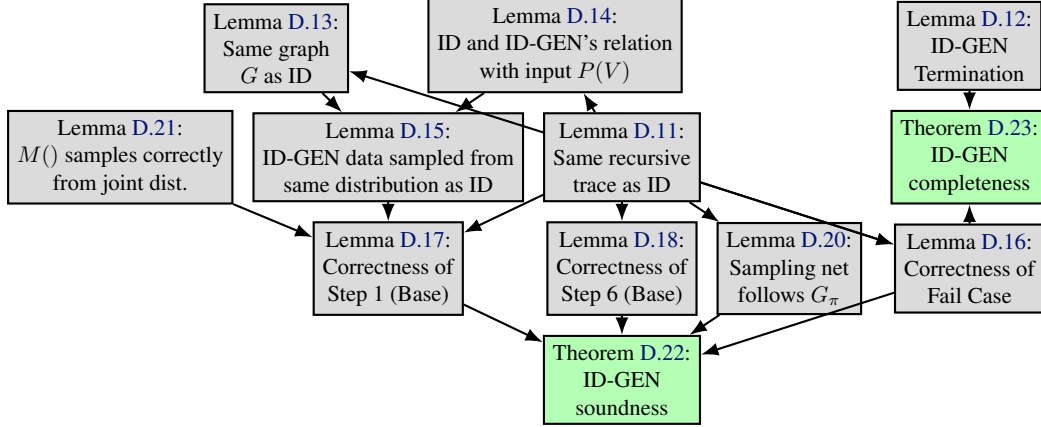 Lemma D.13:
Same graph
G as ID
Lemma D.14:
ID and ID-GEN's relation
with input P(V)
Lemma D.12:
ID-GEN
Termination
Lemma D.21:
M() samples correctly
from joint dist.
Lemma D.15:
ID-GEN data sampled from
same distribution as ID
Lemma D.11:
Same recursive
trace as ID
Theorem D.23:
ID-GEN
completeness
Lemma D.17:
Correctness of
Step 1 (Base)
Lemma D.18:
Correctness of
Step 6 (Base)
Lemma D.20:
Sampling net
follows G_π
Lemma D.16:
Correctness of
Fail Case
Theorem D.22:
ID-GEN
soundness